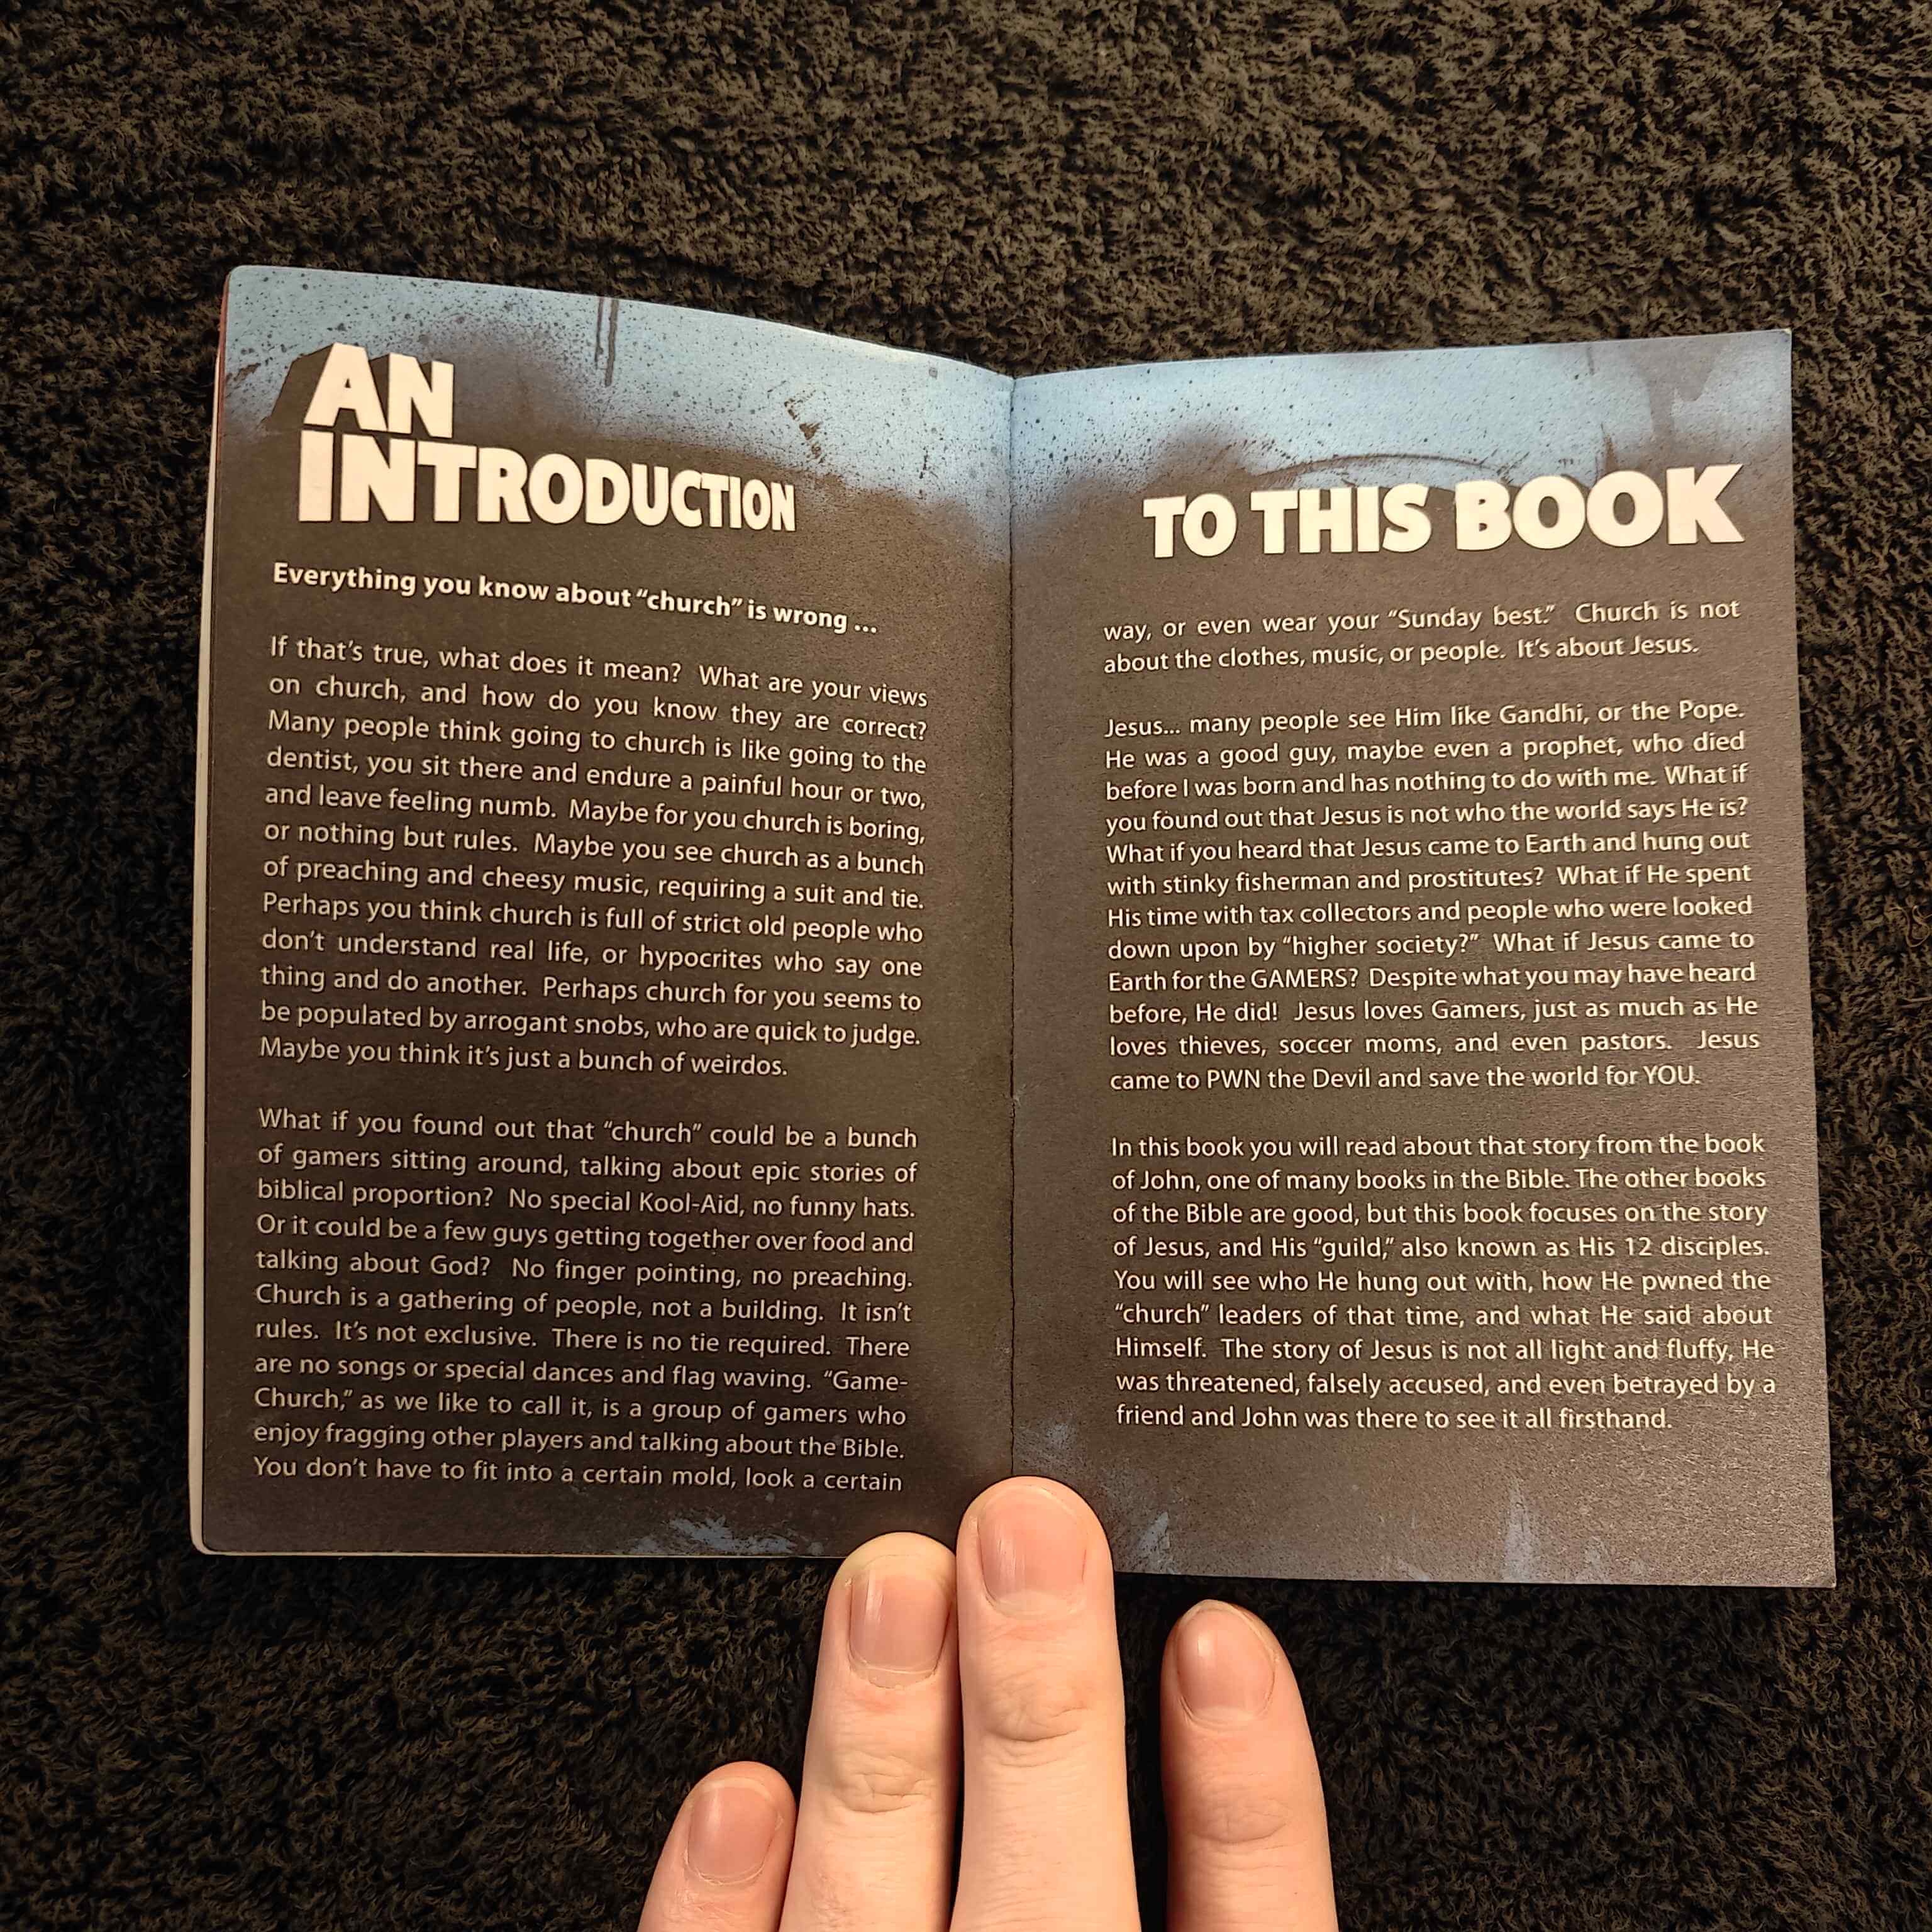 AN
INTRODUCTION
Everything you know about “church” is wrong ...
If that’s true, what does it mean? What are your views
on church, and how do you know they are correct?
Many people think going to church is like going to the
dentist, you sit there and endure a painful hour or two,
and leave feeling numb. Maybe for you church is boring,
or nothing but rules. Maybe you see church as a bunch
of preaching and cheesy music, requiring a suit and tie.
Perhaps you think church is full of strict old people who
don’t understand real life, or hypocrites who say one
thing and do another. Perhaps church for you seems to
be populated by arrogant snobs, who are quick to judge.
Maybe you think it’s just a bunch of weirdos.
What if you found out that “church” could be a bunch
of gamers sitting around, talking about epic stories of
biblical proportion? No special Kool-Aid, no funny hats.
Or it could be a few guys getting together over food and
talking about God? No finger pointing, no preaching.
Church is a gathering of people, not a building. It isn’t
rules. It’s not exclusive. There is no tie required. There
are no songs or special dances and flag waving. “Game-
Church,” as we like to call it, is a group of gamers who
enjoy fragging other players and talking about the Bible.
You don’t have to fit into a certain mold, look a certain
TO THIS BOOK
way, or even wear your “Sunday best.” Church is not
about the clothes, music, or people. It’s about Jesus.
Jesus... many people see Him like Gandhi, or the Pope.
He was a good guy, maybe even a prophet, who died
before I was born and has nothing to do with me. What if
you found out that Jesus is not who the world says He is?
What if you heard that Jesus came to Earth and hung out
with stinky fisherman and prostitutes? What if He spent
His time with tax collectors and people who were looked
down upon by “higher society?” What if Jesus came to
Earth for the GAMERS? Despite what you may have heard
before, He did! Jesus loves Gamers, just as much as He
loves thieves, soccer moms, and even pastors. Jesus
came to PWN the Devil and save the world for YOU.
In this book you will read about that story from the book
of John, one of many books in the Bible. The other books
of the Bible are good, but this book focuses on the story
of Jesus, and His “guild,” also known as His 12 disciples.
You will see who He hung out with, how He pwned the
“church” leaders of that time, and what He said about
Himself. The story of Jesus is not all light and fluffy, He
was threatened, falsely accused, and even betrayed by a
friend and John was there to see it all firsthand.